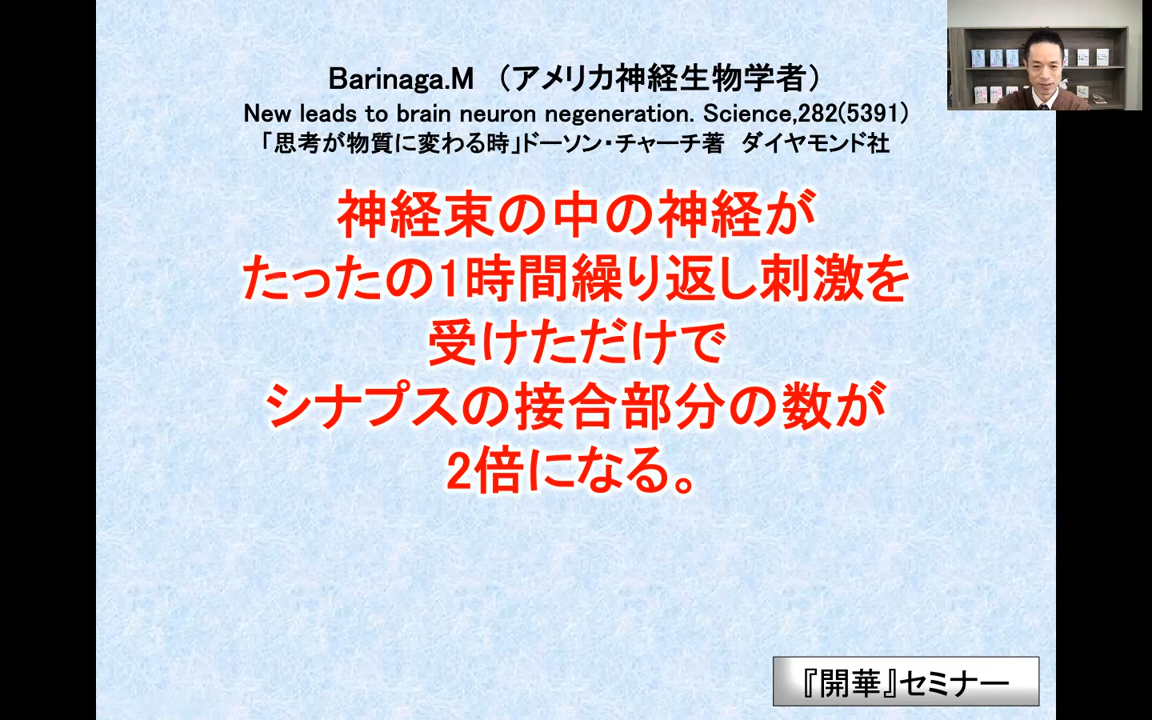 Barinaga.M (アメリカ神経生物学者)
New leads to brain neuron negeneration. Science,282(5391)
「思考が物質に変わる時」ドーソン・チャーチ著 ダイヤモンド社
神経束の中の神経が
たったの1時間繰り返し刺激を
受けただけで
シナプスの接合部分の数が
2倍になる。
『開華』セミナー